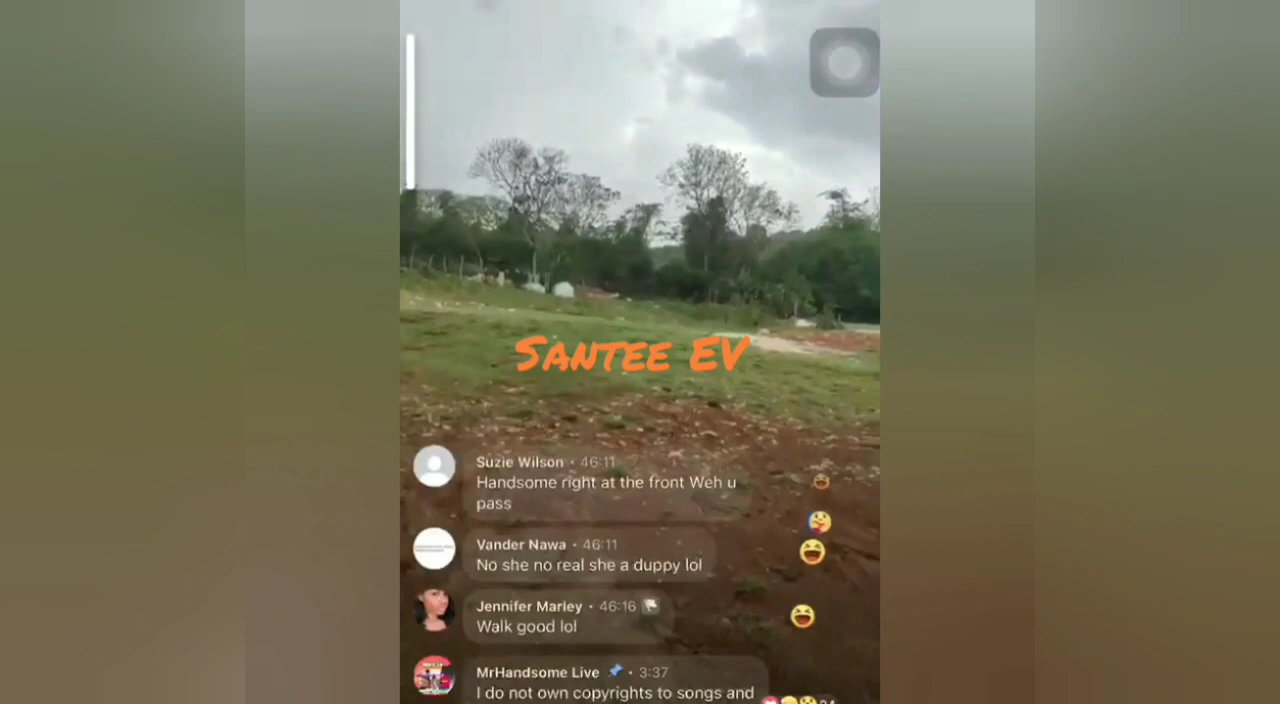 Santee EV
Suzie Wilson • 46:11
Handsome right at the front Weh u
pass
Vander Nawa • 46:11
No she no real she a duppy lol
Jennifer Marley • 46:16
Walk good lol
MrHandsome Live 📌 • 3:37
I do not own copyrights to songs and